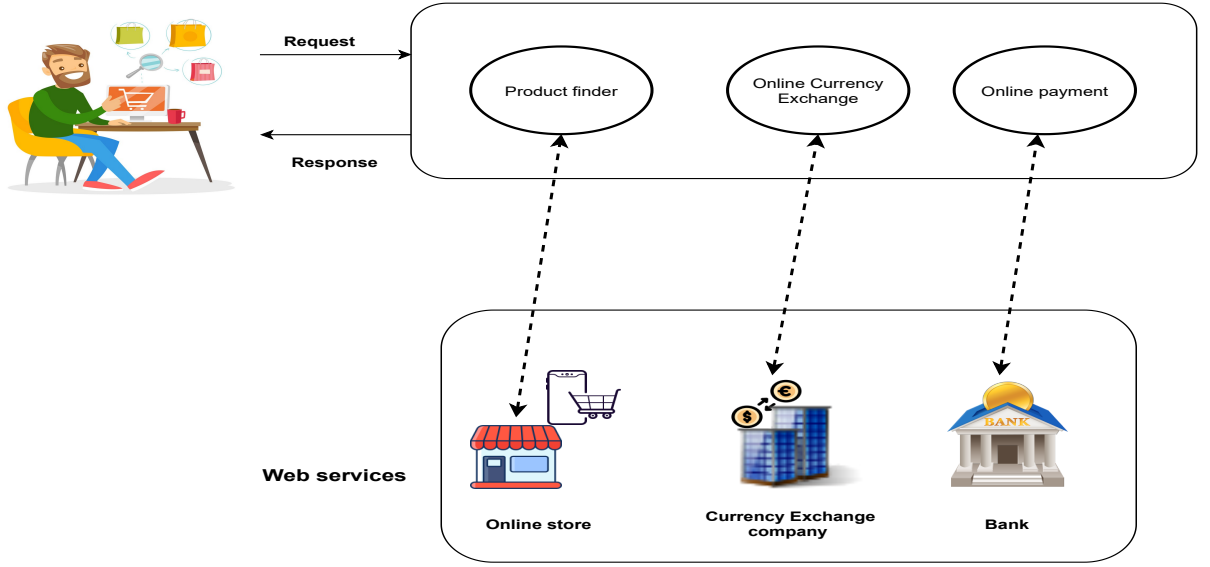 Request
Response
Product finder
Online Currency
Exchange
Online payment
Web services
$
€
BANK
Online store
Currency Exchange
company
Bank